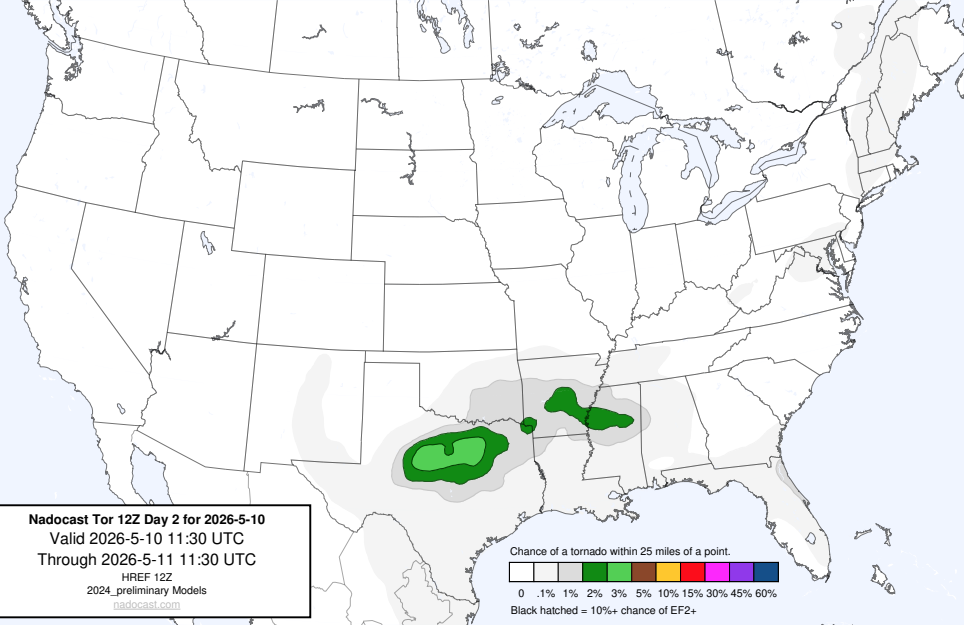 Nadocast Tor 12Z Day 2 for 2026-5-10
Valid 2026-5-10 11:30 UTC
Through 2026-5-11 11:30 UTC
HREF 12Z
2024_preliminary Models
nadocast.com
Chance of a tornado within 25 miles of a point.
0 .1% 1% 2% 3% 5% 10% 15% 30% 45% 60%
Black hatched = 10%+ chance of EF2+